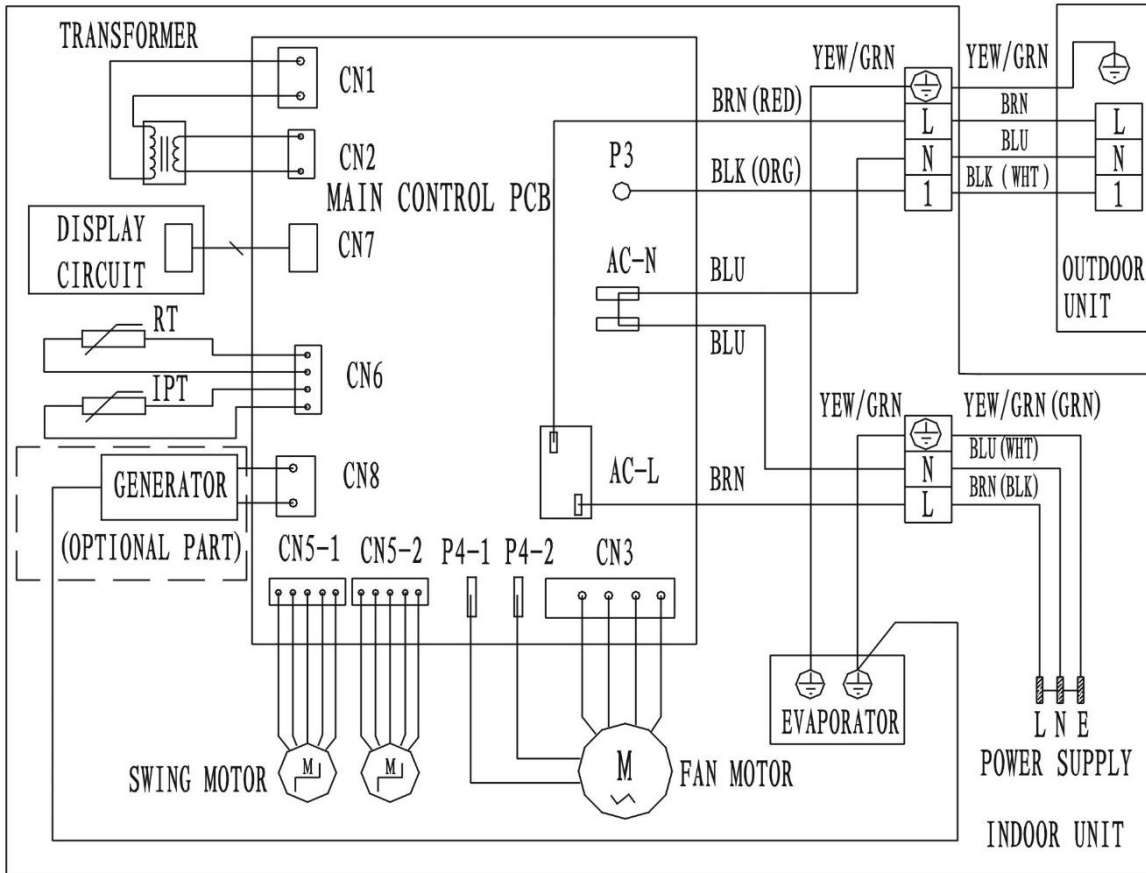 TRANSFORMER
CN1
CN2
MAIN CONTROL PCB
DISPLAY
CIRCUIT
CN7
RT
IPT
CN6
GENERATOR
(OPTIONAL PART)
CN8
CN5-1
CN5-2
P4-1
P4-2
CN3
SWING MOTOR
M
M
M
FAN MOTOR
P3
AC-N
AC-L
BRN(RED)
BLK(ORG)
BLU
BLU
BRN
YEW/GRN
L
N
1
YEW/GRN
BRN
BLU
BLK (WHT)
L
N
1
OUTDOOR
UNIT
YEW/GRN
N
L
YEW/GRN(GRN)
BLU(WHT)
BRN(BLK)
EVAPORATOR
L N E
POWER SUPPLY
INDOOR UNIT